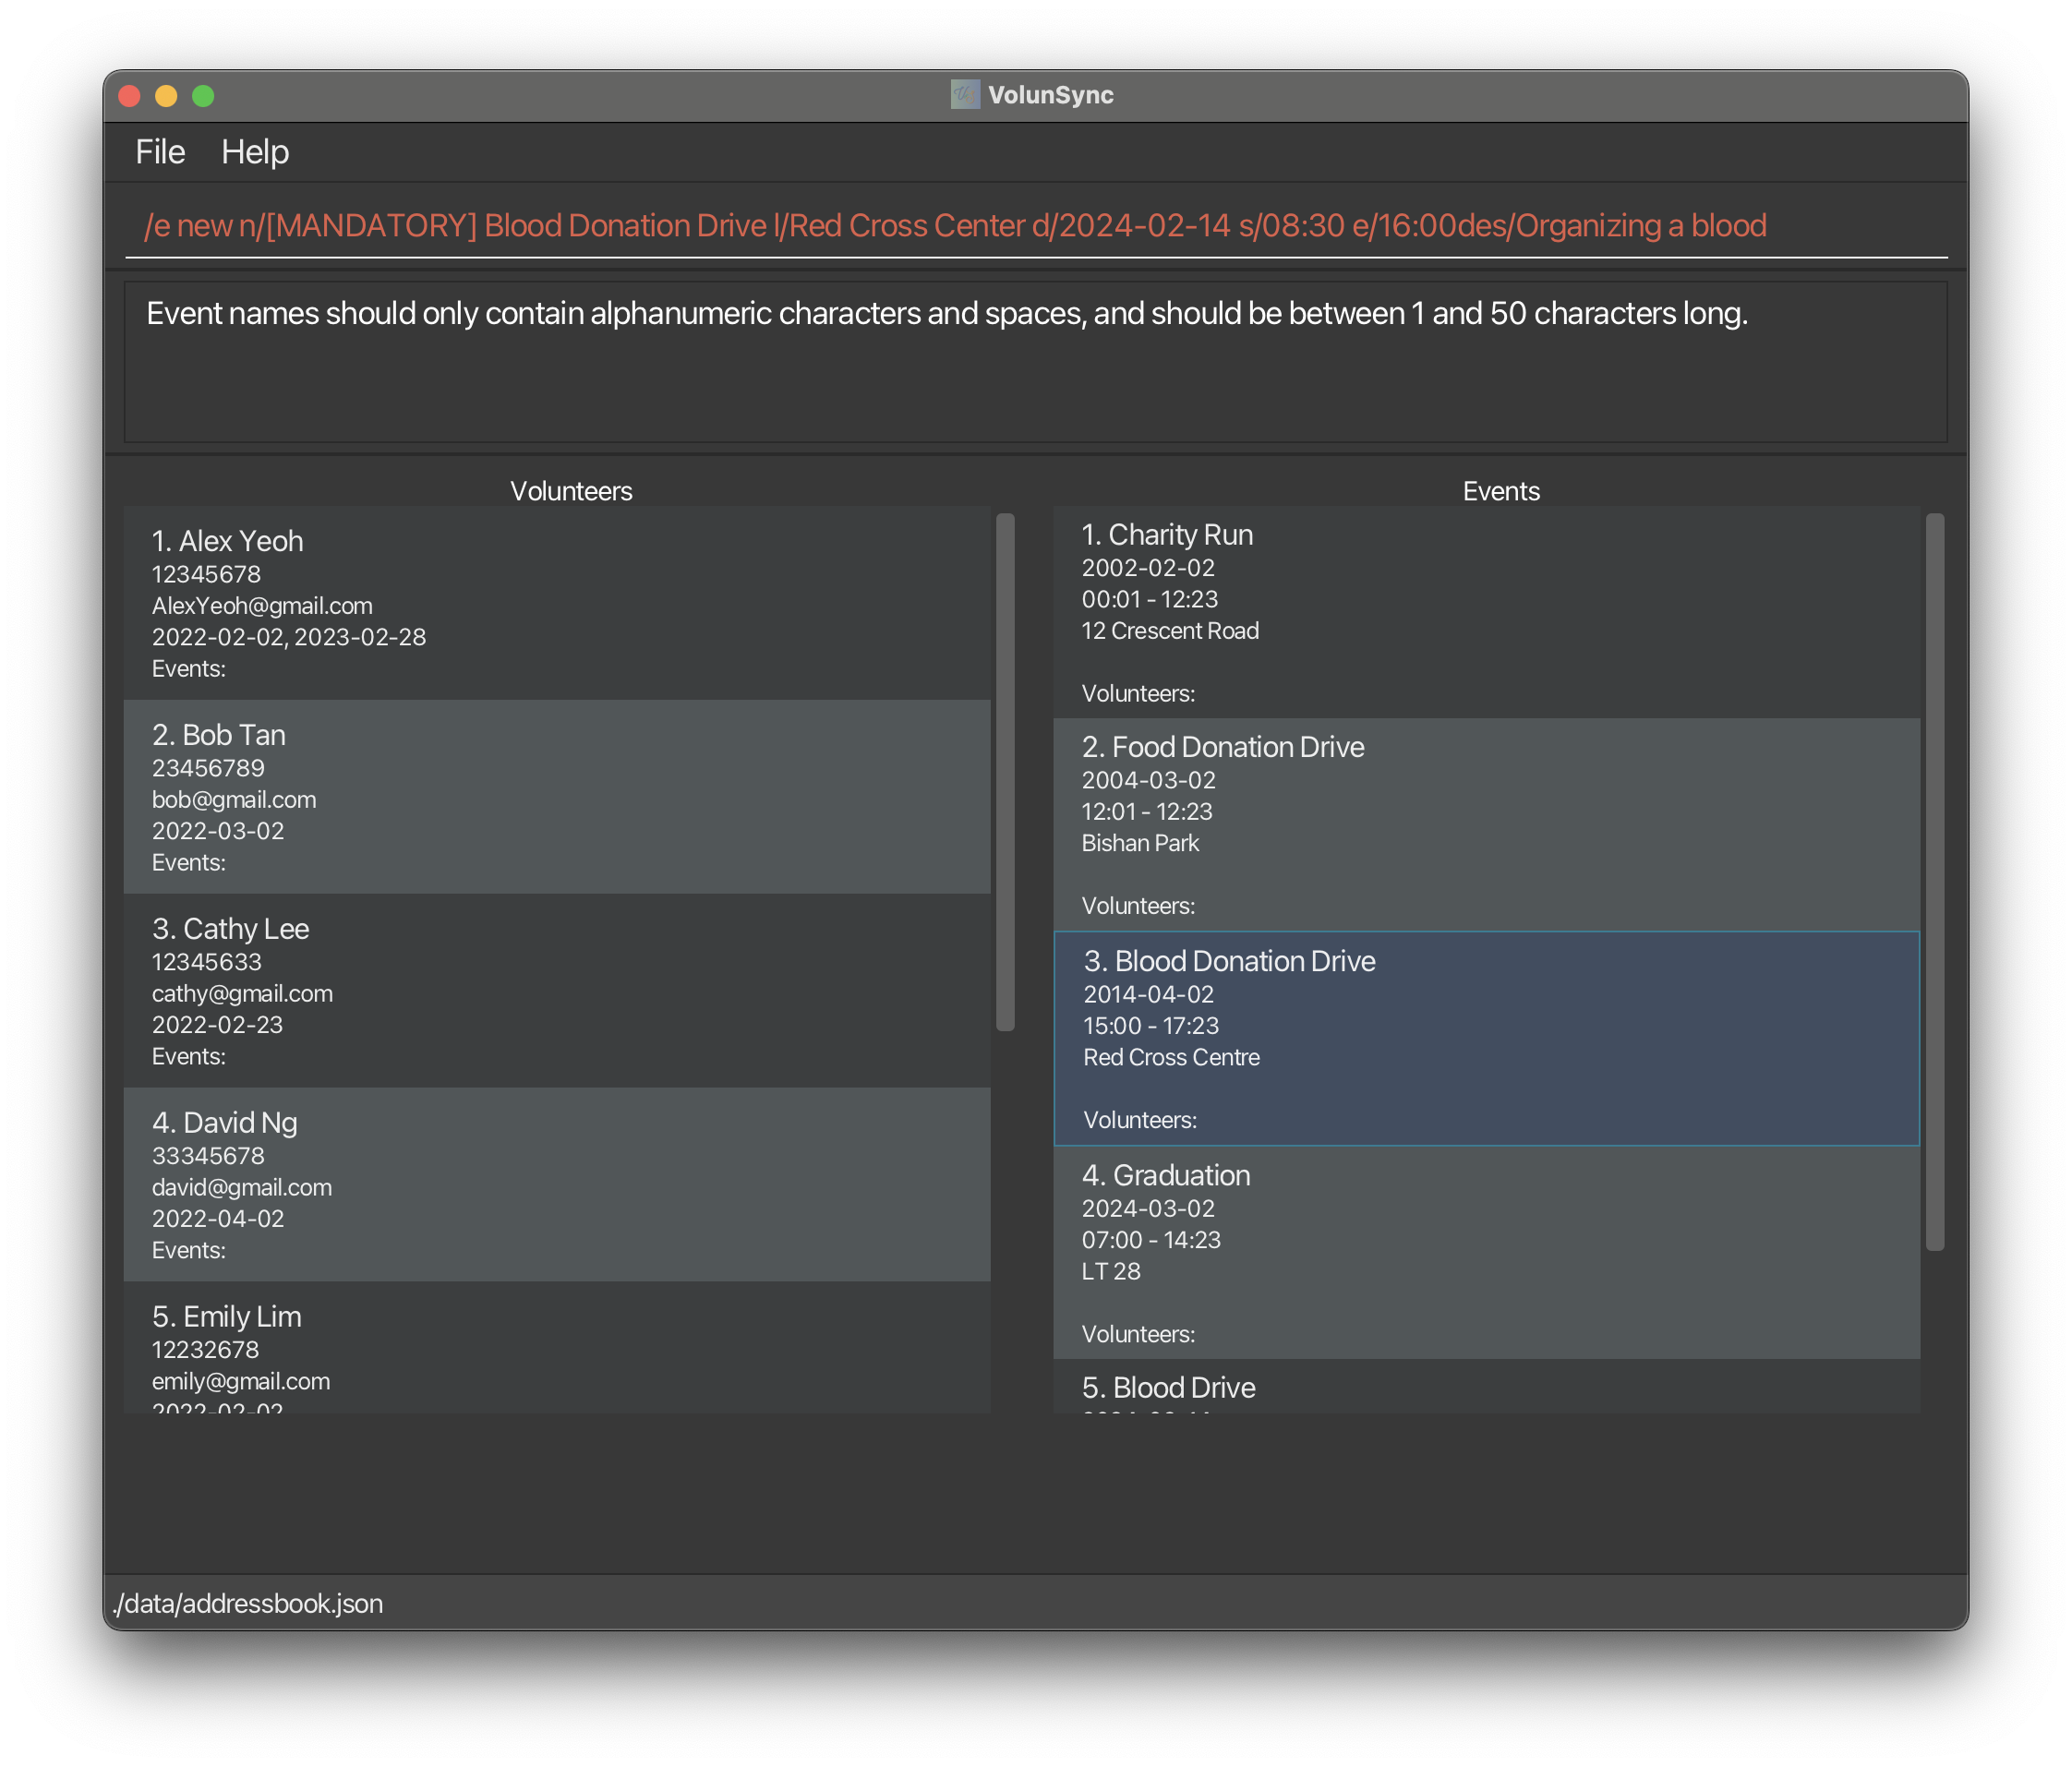 VolunSync
File Help
/e new n/[MANDATORY] Blood Donation Drive l/Red Cross Center d/2024-02-14 s/08:30 e/16:00des/Organizing a blood
Event names should only contain alphanumeric characters and spaces, and should be between 1 and 50 characters long.
Volunteers
1. Alex Yeoh
12345678
AlexYeoh@gmail.com
2022-02-02, 2023-02-28
Events:
2. Bob Tan
23456789
bob@gmail.com
2022-03-02
Events:
3. Cathy Lee
12345633
cathy@gmail.com
2022-02-23
Events:
4. David Ng
33345678
david@gmail.com
2022-04-02
Events:
5. Emily Lim
12232678
emily@gmail.com
2022-02-02
Events
1. Charity Run
2002-02-02
00:01 - 12:23
12 Crescent Road
Volunteers:
2. Food Donation Drive
2004-03-02
12:01 - 12:23
Bishan Park
Volunteers:
3. Blood Donation Drive
2014-04-02
15:00 - 17:23
Red Cross Centre
Volunteers:
4. Graduation
2024-03-02
07:00 - 14:23
LT 28
Volunteers:
5. Blood Drive
./data/addressbook.json